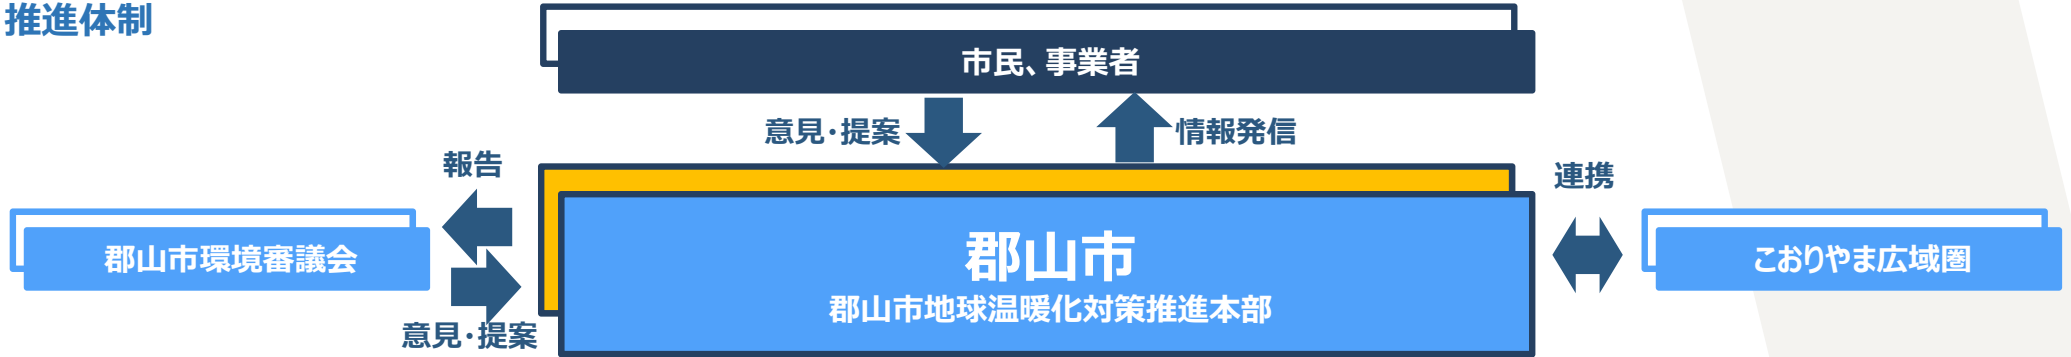 推進体制
市民、事業者
意見・提案
情報発信
報告
連携
郡山市環境審議会
郡山市
郡山市地球温暖化対策推進本部
こおりやま広域圏
意見・提案